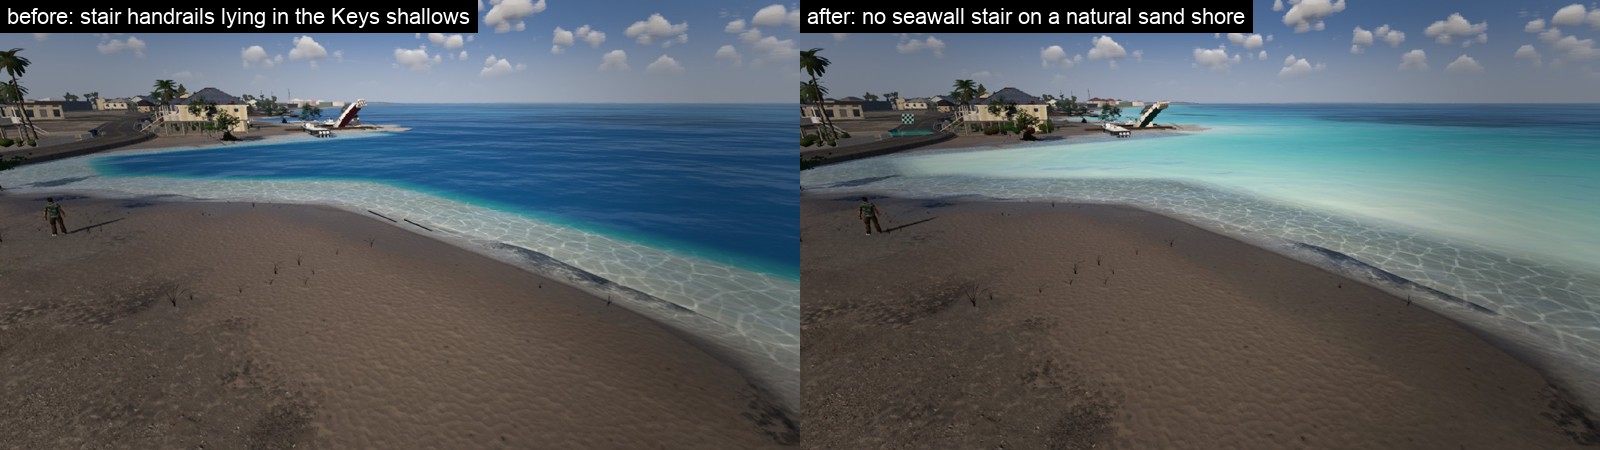 before: stair handrails lying in the Keys shallows
after: no seawall stair on a natural sand shore